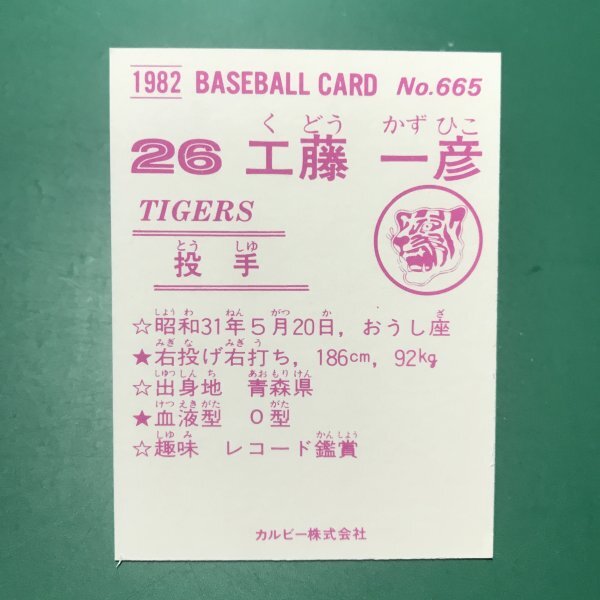 1982 BASEBALL CARD No.665
く どう かず ひこ
26 工藤 一彦
TIGERS
とう しゅ
投手
しょうわ ねん がつ か ざ
☆昭和31年5月20日, おうし座
みぎ な みぎ う
★右投げ右打ち, 186cm, 92kg
しゅつしん ち あおもりけん
☆出身地 青森県
けつえきがた がた
★血液型 O型
しゅ み かんしょう
☆趣味 レコード鑑賞
カルビー株式会社